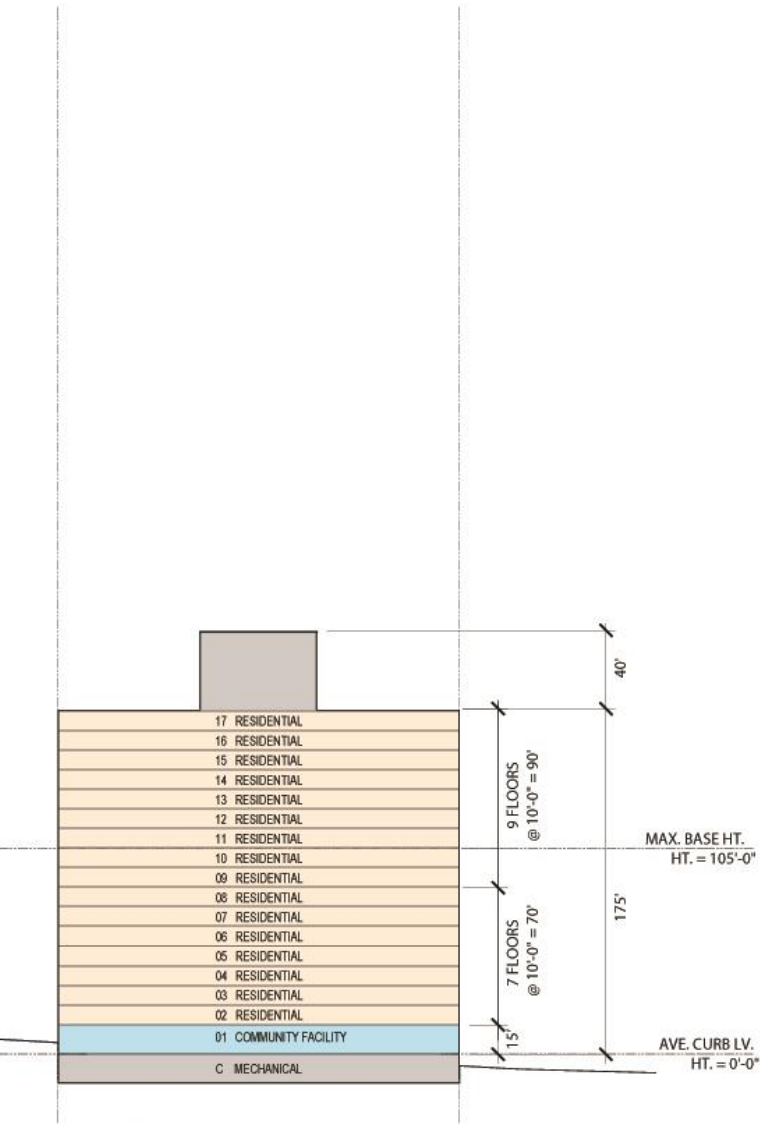 40'
17 RESIDENTIAL
16 RESIDENTIAL
15 RESIDENTIAL
14 RESIDENTIAL
13 RESIDENTIAL
12 RESIDENTIAL
11 RESIDENTIAL
10 RESIDENTIAL
09 RESIDENTIAL
08 RESIDENTIAL
07 RESIDENTIAL
06 RESIDENTIAL
05 RESIDENTIAL
04 RESIDENTIAL
03 RESIDENTIAL
02 RESIDENTIAL
01 COMMUNITY FACILITY
C MECHANICAL
9 FLOORS
@ 10'-0" = 90'
7 FLOORS
@ 10'-0" = 70'
15'
175'
MAX. BASE HT.
HT. = 105'-0"
AVE. CURB LV.
HT. = 0'-0"